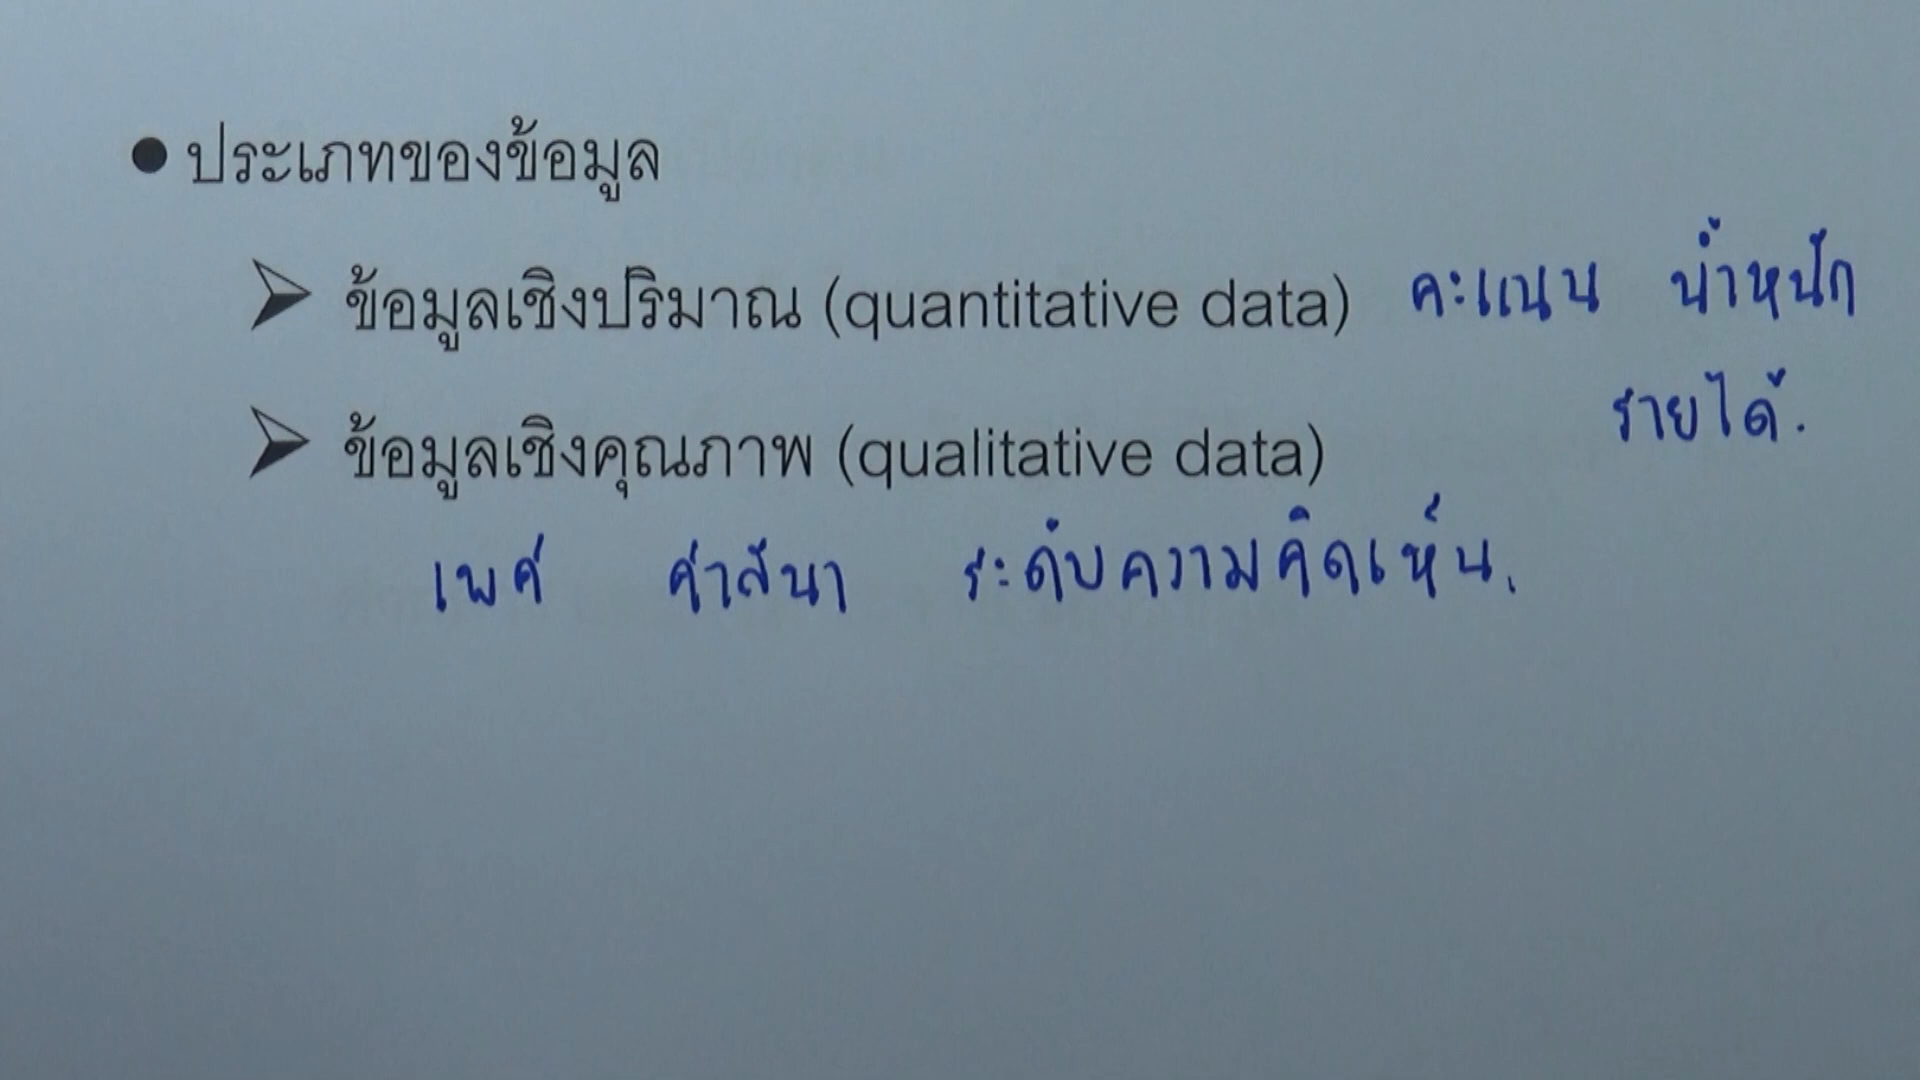 ● ประเภทของข้อมูล
➢ ข้อมูลเชิงปริมาณ (quantitative data) คะแนน น้ำหนัก
รายได้.
➢ ข้อมูลเชิงคุณภาพ (qualitative data)
เพศ ศาสนา ระดับความคิดเห็น.